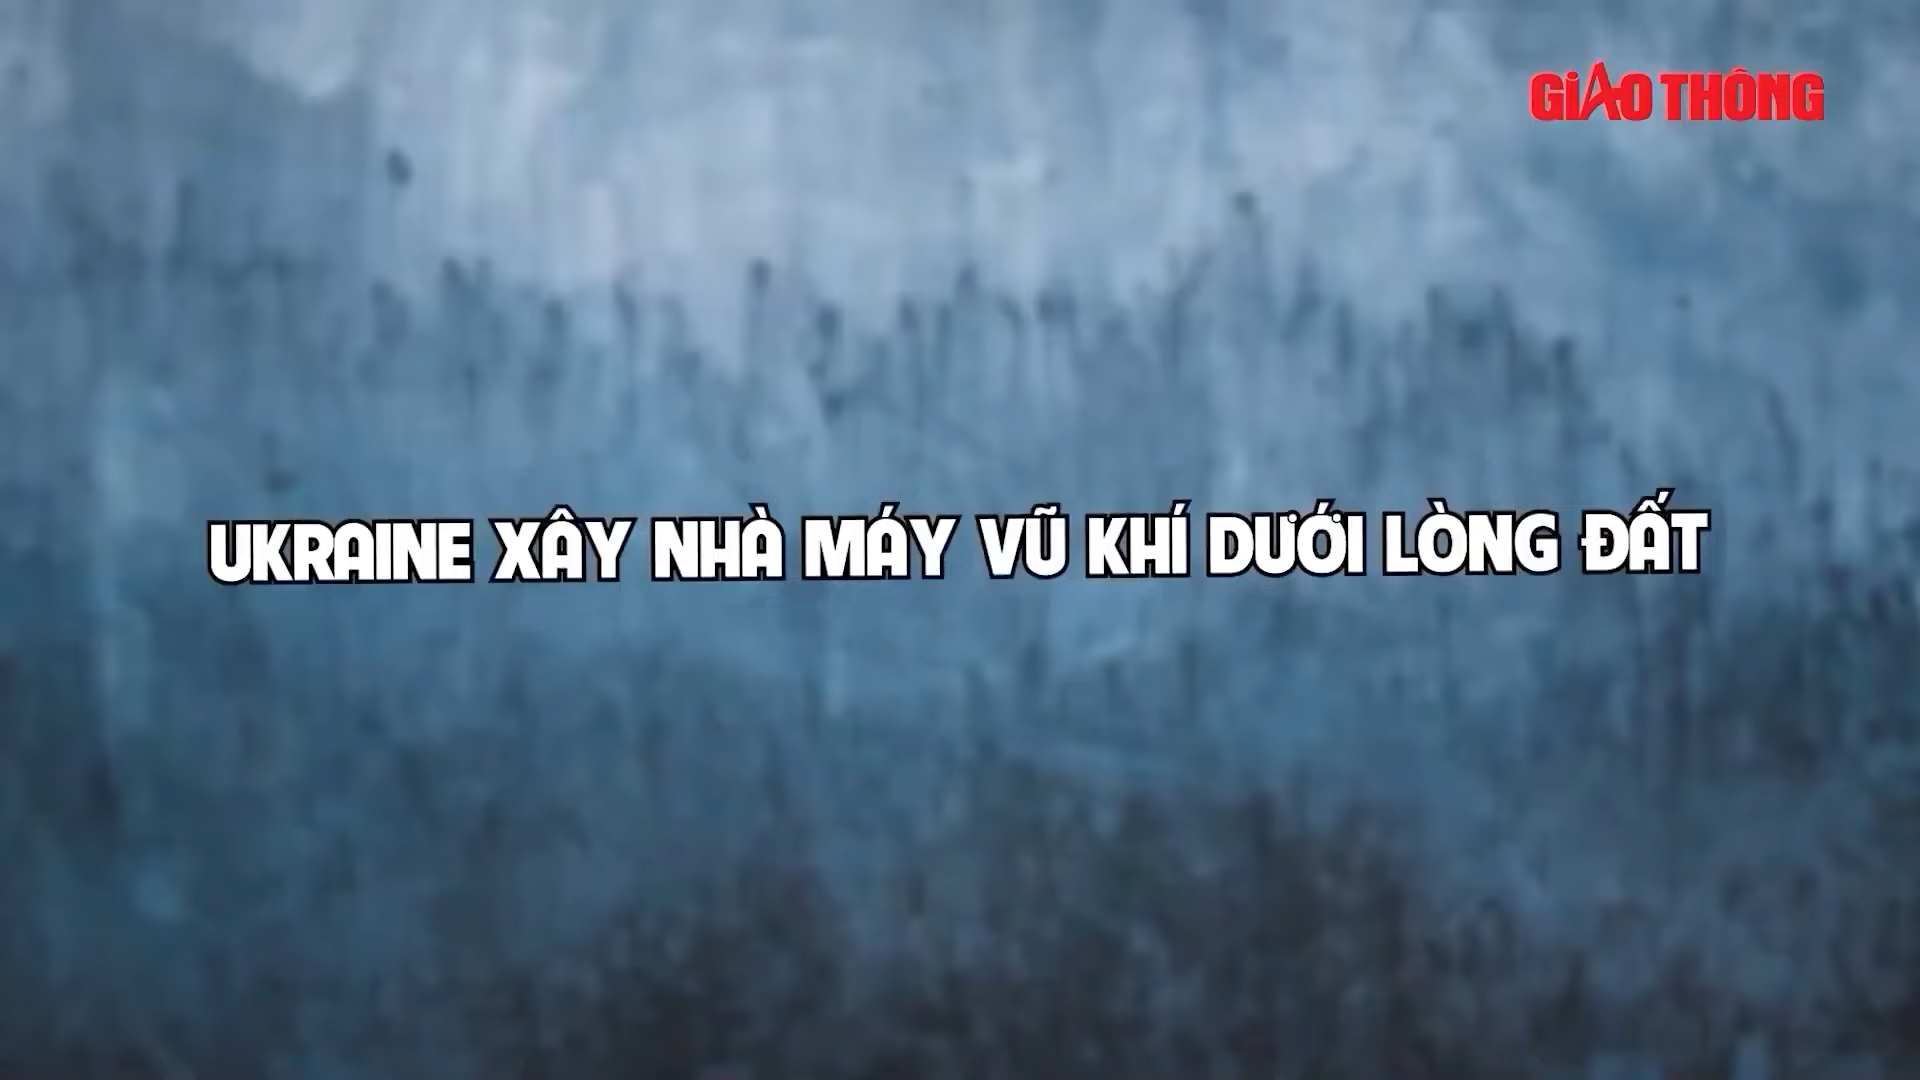 GIAO THÔNG
UKRAINE XÂY NHÀ MÁY VŨ KHÍ DƯỚI LÒNG ĐẤT